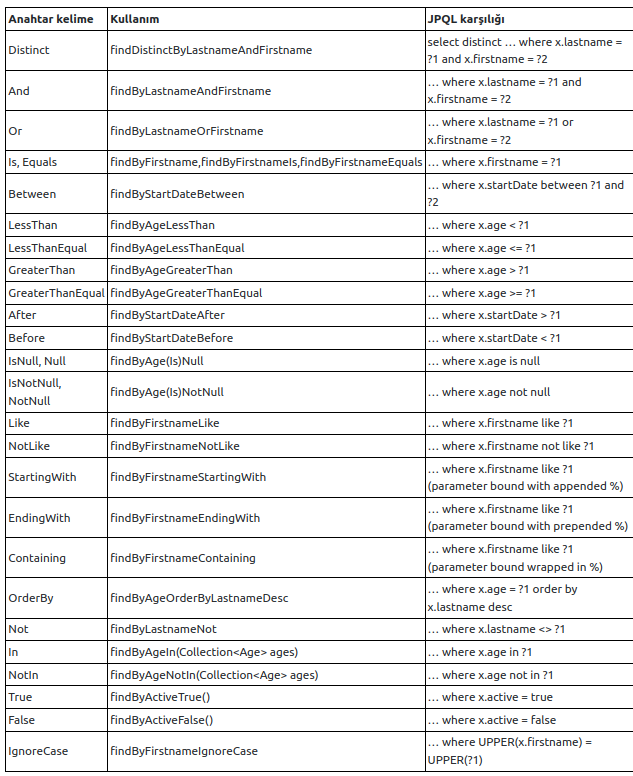 Anahtar kelime Kullanım JPQL karşılığı
Distinct findDistinctByLastnameAndFirstname select distinct … where x.lastname =
?1 and x.firstname = ?2
And findByLastnameAndFirstname … where x.lastname = ?1 and
x.firstname = ?2
Or findByLastnameOrFirstname … where x.lastname = ?1 or
x.firstname = ?2
Is, Equals findByFirstname,findByFirstnameIs,findByFirstnameEquals … where x.firstname = ?1
Between findByStartDateBetween … where x.startDate between ?1 and
?2
LessThan findByAgeLessThan … where x.age < ?1
LessThanEqual findByAgeLessThanEqual … where x.age <= ?1
GreaterThan findByAgeGreaterThan … where x.age > ?1
GreaterThanEqual findByAgeGreaterThanEqual … where x.age >= ?1
After findByStartDateAfter … where x.startDate > ?1
Before findByStartDateBefore … where x.startDate < ?1
IsNull, Null findByAge(Is)Null … where x.age is null
IsNotNull,
NotNull findByAge(Is)NotNull … where x.age not null
Like findByFirstnameLike … where x.firstname like ?1
NotLike findByFirstnameNotLike … where x.firstname not like ?1
StartingWith findByFirstnameStartingWith … where x.firstname like ?1
(parameter bound with appended %)
EndingWith findByFirstnameEndingWith … where x.firstname like ?1
(parameter bound with prepended %)
Containing findByFirstnameContaining … where x.firstname like ?1
(parameter bound wrapped in %)
OrderBy findByAgeOrderByLastnameDesc … where x.age = ?1 order by
x.lastname desc
Not findByLastnameNot … where x.lastname <> ?1
In findByAgeIn(Collection<Age> ages) … where x.age in ?1
NotIn findByAgeNotIn(Collection<Age> ages) … where x.age not in ?1
True findByActiveTrue() … where x.active = true
False findByActiveFalse() … where x.active = false
IgnoreCase findByFirstnameIgnoreCase … where UPPER(x.firstname) =
UPPER(?1)